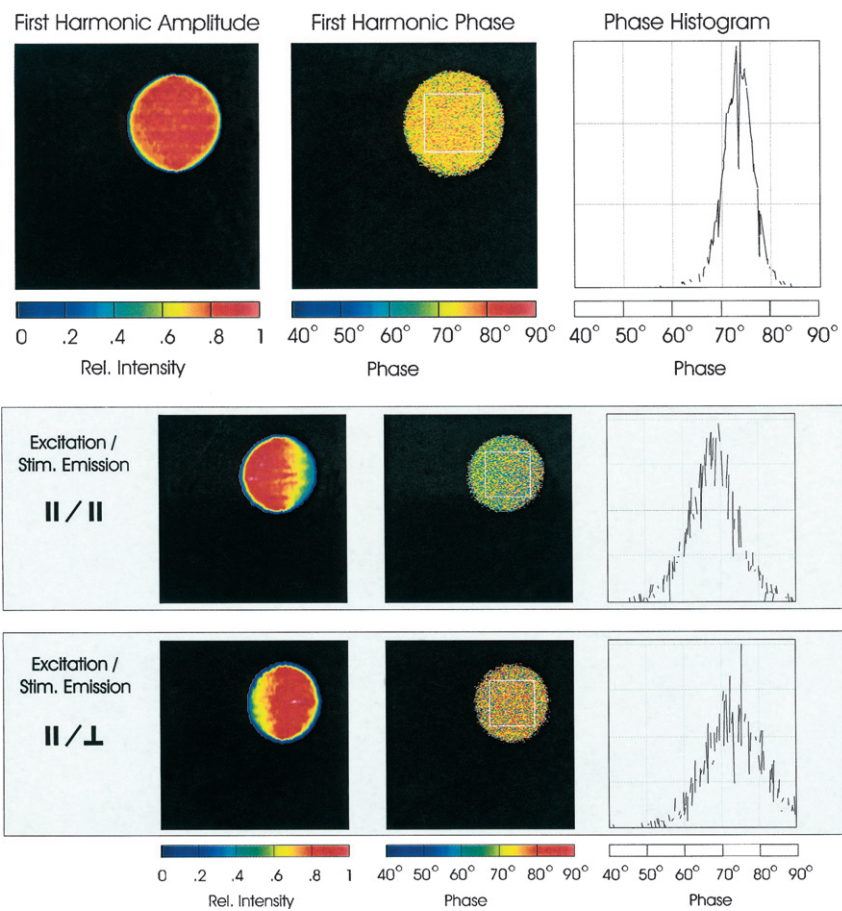 First Harmonic Amplitude First Harmonic Phase Phase Histogram
0 .2 .4 .6 .8 1 40° 50° 60° 70° 80° 90° 40° 50° 60° 70° 80° 90°
Rel. Intensity Phase Phase
Excitation /
Stim. Emission
|| / ||
Excitation /
Stim. Emission
|| / ⊥
0 .2 .4 .6 .8 1 40° 50° 60° 70° 80° 90° 40° 50° 60° 70° 80° 90°
Rel. Intensity Phase Phase